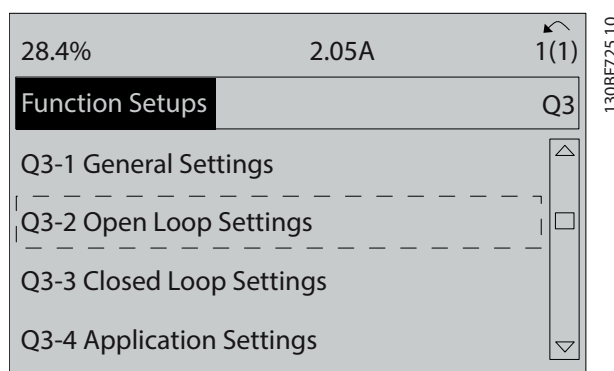 28.4% 2.05A 1(1)
Function Setups Q3
Q3-1 General Settings
Q3-2 Open Loop Settings
Q3-3 Closed Loop Settings
Q3-4 Application Settings
130BF725.10